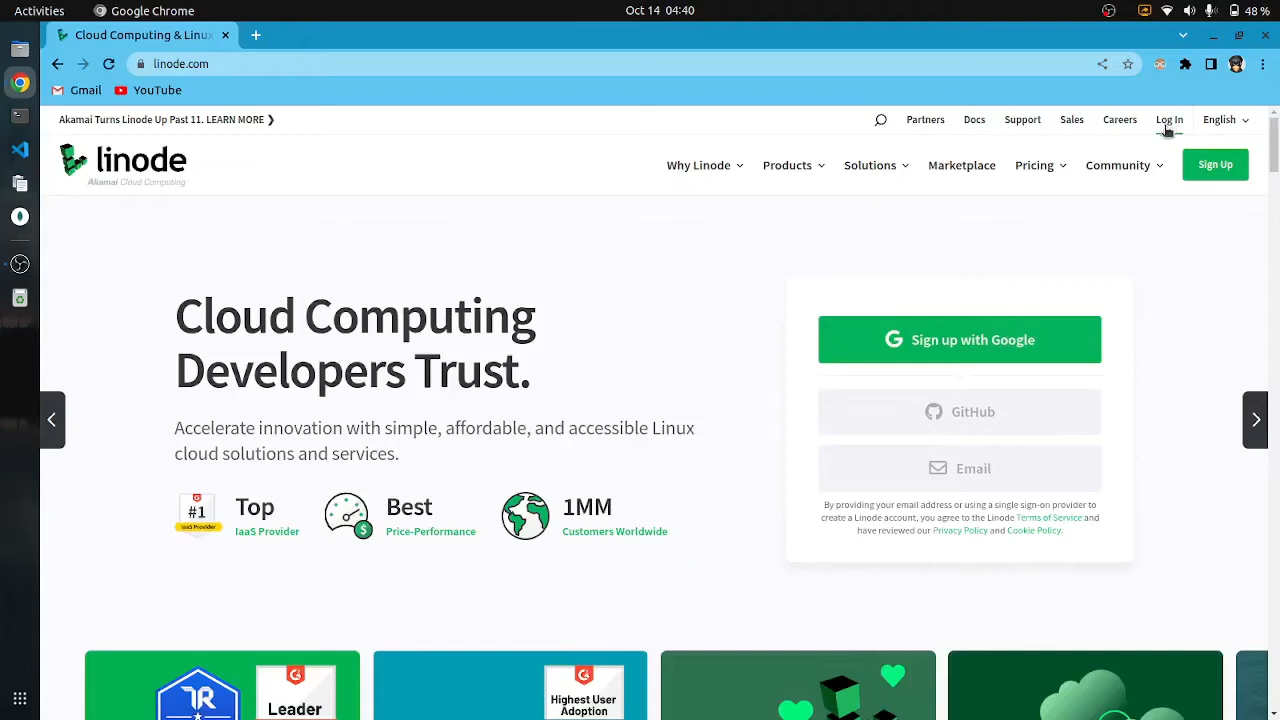 Activities
Google Chrome
Oct 14 04:40
48 %
Cloud Computing & Linux
linode.com
Gmail
YouTube
Akamai Turns Linode Up Past 11. LEARN MORE ❯
Partners
Docs
Support
Sales
Careers
Log In
English
linode
Akamai Cloud Computing
Why Linode
Products
Solutions
Marketplace
Pricing
Community
Sign Up
Cloud Computing
Developers Trust.
Accelerate innovation with simple, affordable, and accessible Linux
cloud solutions and services.
#1
IaaS Provider
Top
IaaS Provider
Best
Price-Performance
1MM
Customers Worldwide
Sign up with Google
GitHub
Email
By providing your email address or using a single sign-on provider to
create a Linode account, you agree to the Linode Terms of Service and
have reviewed our Privacy Policy and Cookie Policy.
TR
Leader
Highest User
Adoption